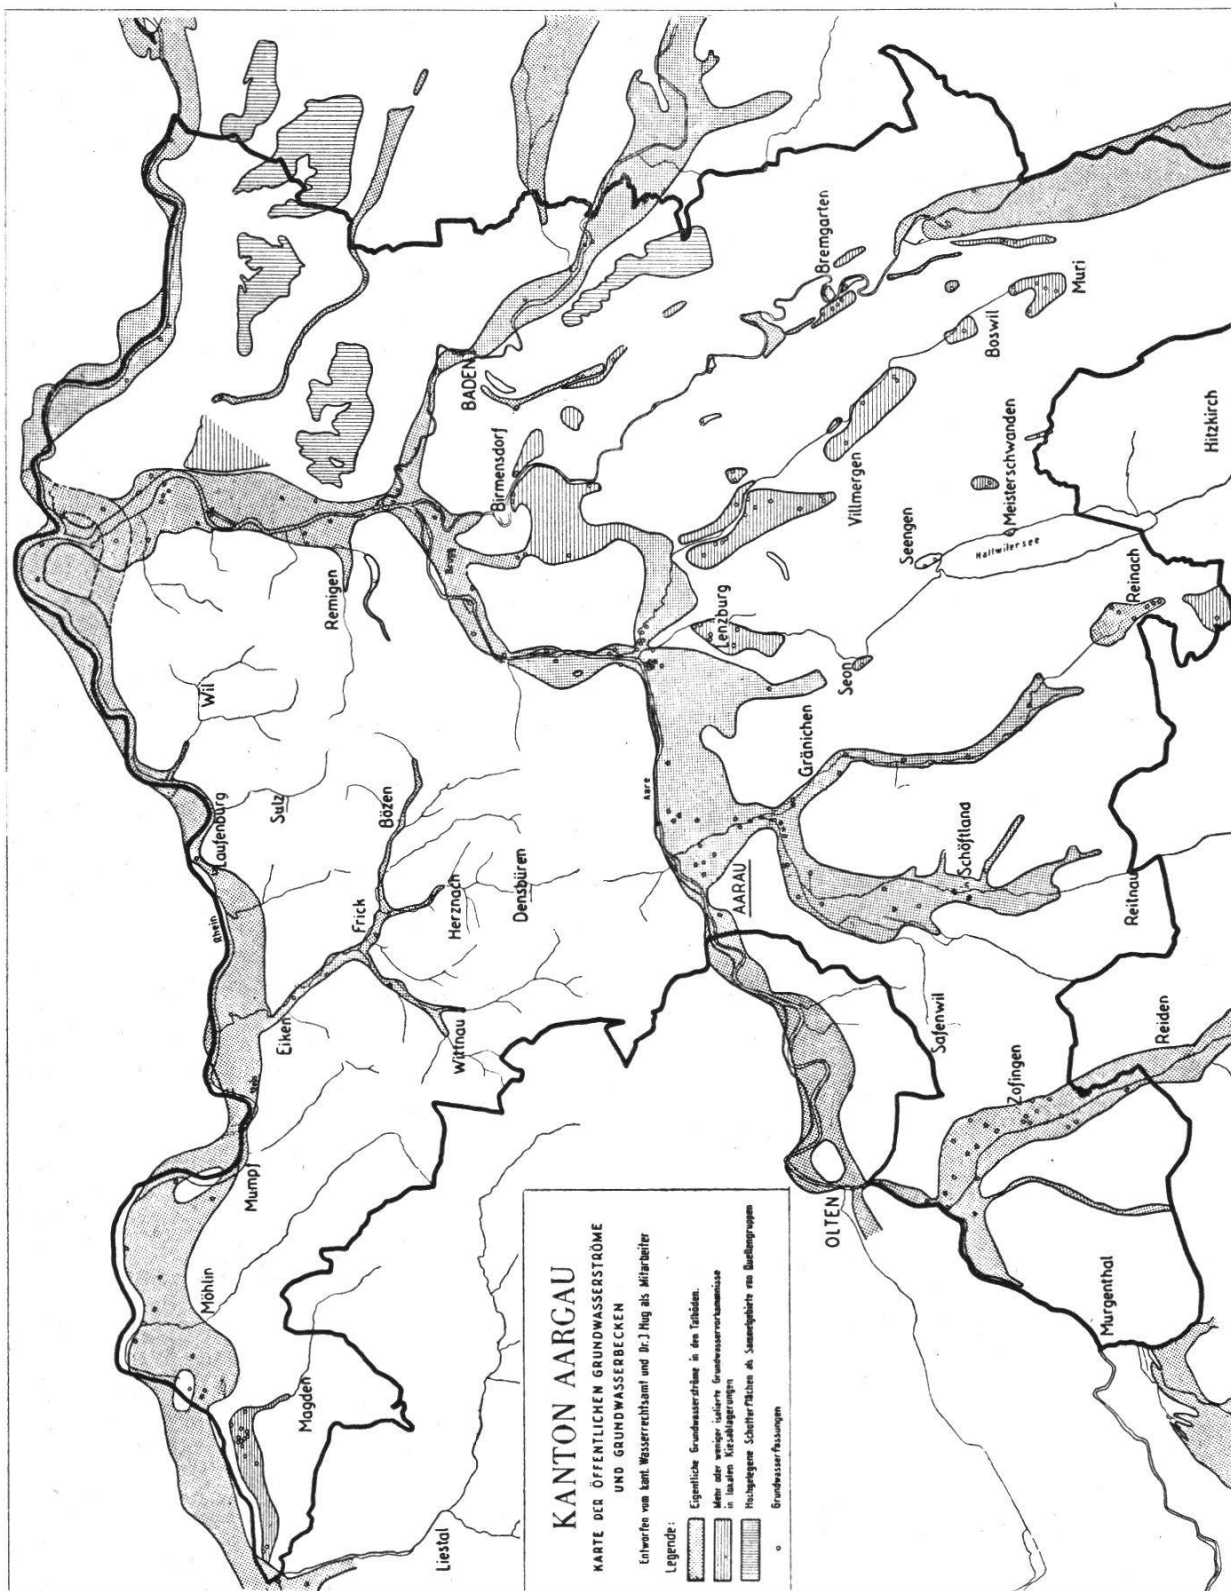 KANTON AARGAU
KARTE DER ÖFFENTLICHEN GRUNDWASSERSTRÖME
UND GRUNDWASSERBECKEN
Entworfen vom kant. Wasserrechtsamt und Dr. J Hug als Mitarbeiter
Legende:
Eigentliche Grundwasserströme in den Talböden.
Mehr oder weniger isolierte Grundwasservorkommnisse
in lokalen Kiesablagerungen
Hochgelegene Schotterflächen als Sammelgebiete von Quellengruppen
Grundwasserfassungen
Liestal
Magden
Möhlin
Mumpf
Eiken
Wittnau
Frick
Herznach
Densbüren
Bözen
Sulz
Laufenburg
Rhein
Wil
Remigen
Brugg
Birmensdorf
BADEN
Bremgarten
Muri
Boswil
Villmergen
Meisterschwanden
Hallwilersee
Seengen
Hitzkirch
Reinach
Seon
Lenzburg
Gränichen
Aare
AARAU
Schöftland
Reitnau
Safenwil
Zofingen
Reiden
OLTEN
Murgenthal